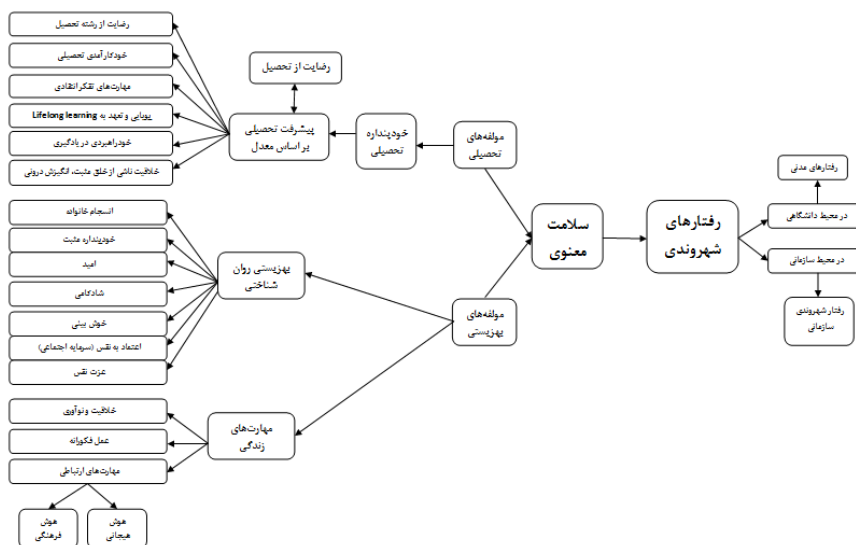 رضایت از رشته تحصیل
خودکارآمدی تحصیلی
مهارت‌های تفکر انتقادی
پویایی و تعهد به Lifelong learning
خودراهبردی در یادگیری
خلاقیت ناشی از خلق مثبت، انگیزش درونی
رضایت از تحصیل
پیشرفت تحصیلی
بر اساس معدل
خودپنداره
تحصیلی
مولفه‌های
تحصیلی
سلامت
معنوی
رفتارهای
شهروندی
رفتارهای مدنی
در محیط دانشگاهی
در محیط سازمانی
رفتار شهروندی
سازمانی
مولفه‌های
بهزیستی
بهزیستی روان
شناختی
انسجام خانواده
خودپنداره مثبت
امید
شادکامی
خوش بینی
اعتماد به نفس (سرمایه اجتماعی)
عزت نفس
مهارت‌های
زندگی
خلاقیت و نوآوری
عمل فکورانه
مهارت‌های ارتباطی
هوش
هیجانی
هوش
فرهنگی